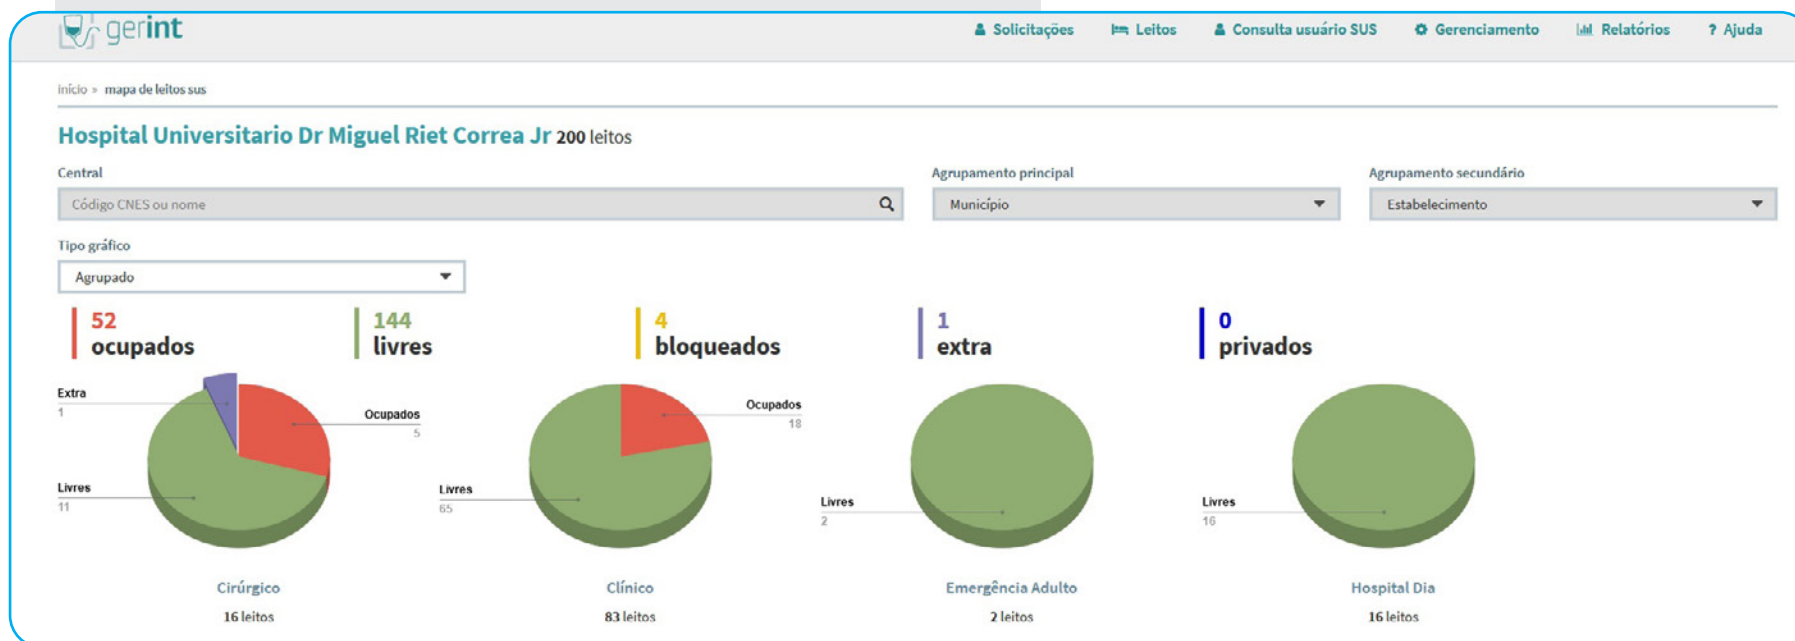 gerint
Solicitações Leitos Consulta usuário SUS Gerenciamento Relatórios ? Ajuda
início » mapa de leitos sus
Hospital Universitario Dr Miguel Riet Correa Jr 200 leitos
Central
Código CNES ou nome
Agrupamento principal
Município
Agrupamento secundário
Estabelecimento
Tipo gráfico
Agrupado
52
ocupados
144
livres
4
bloqueados
1
extra
0
privados
Extra
1
Ocupados
5
Livres
11
Cirúrgico
16 leitos
Ocupados
18
Livres
65
Clínico
83 leitos
Livres
2
Emergência Adulto
2 leitos
Livres
16
Hospital Dia
16 leitos